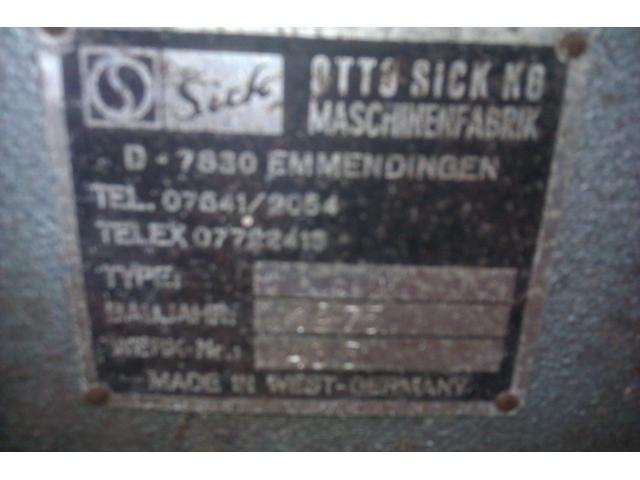 Sick
OTTO SICK KG
MASCHINENFABRIK
D-7830 EMMENDINGEN
TEL. 07641/2054
TELEX 07722413
TYPE:
BAUJAHR:
WERK-Nr.:
MADE IN WEST-GERMANY